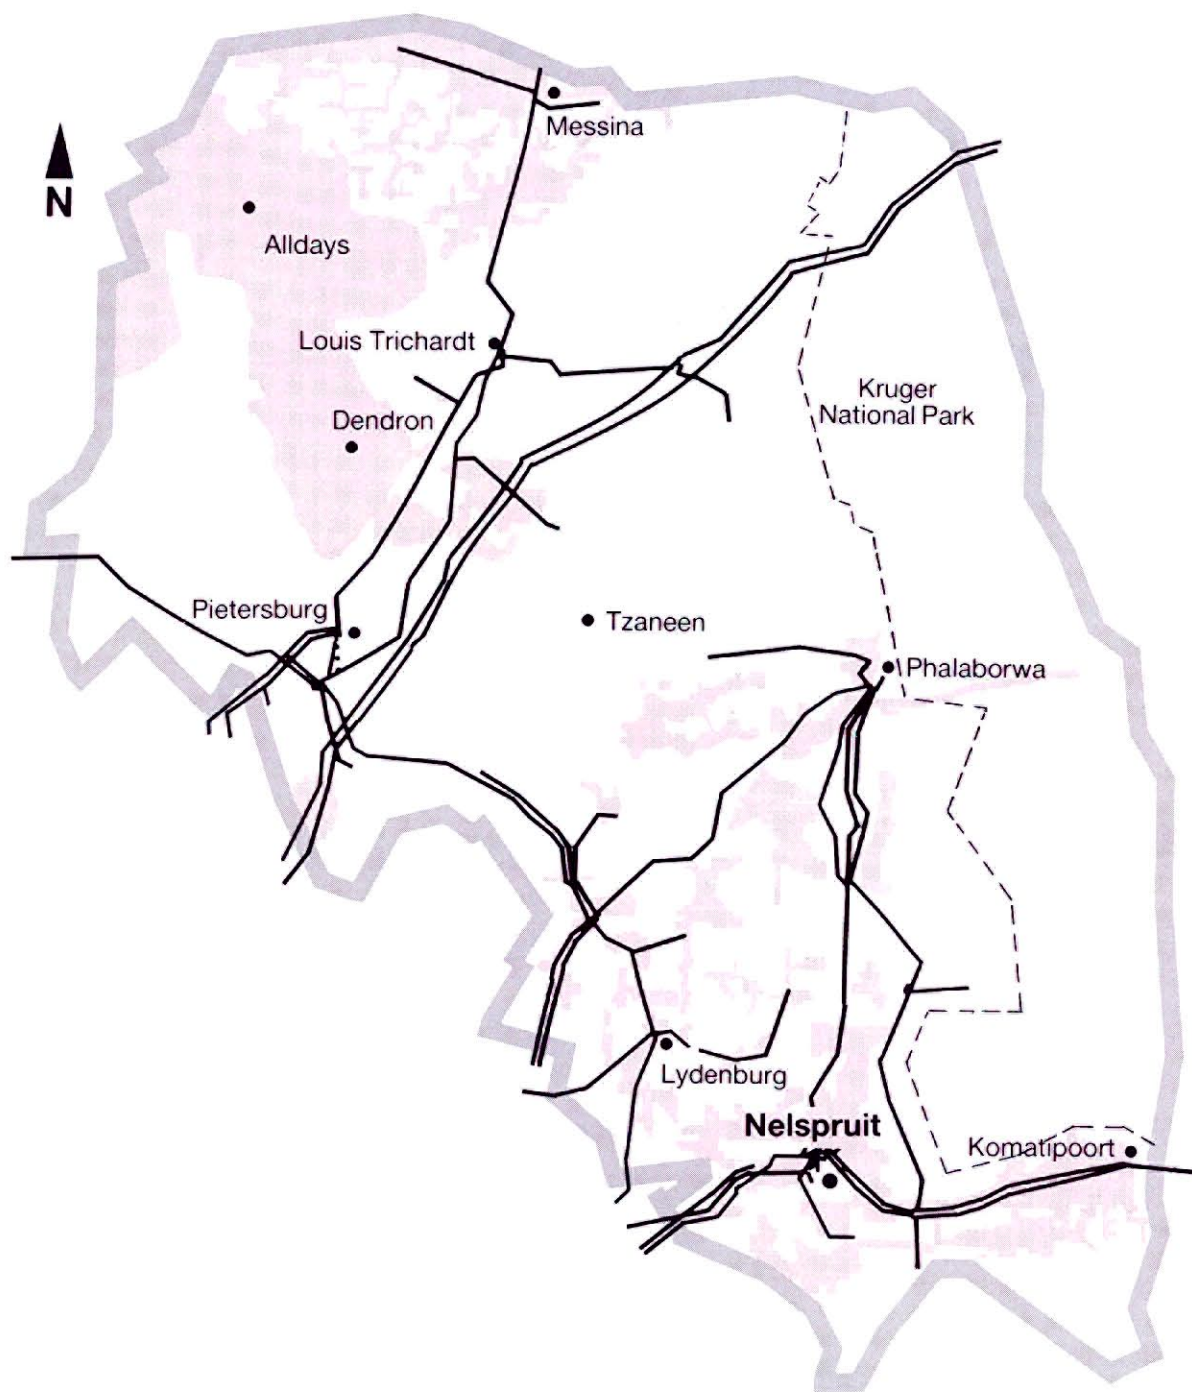 Messina
N
Alldays
Louis Trichardt
Kruger
National Park
Dendron
Pietersburg
Tzaneen
Phalaborwa
Lydenburg
Nelspruit
Komatipoort